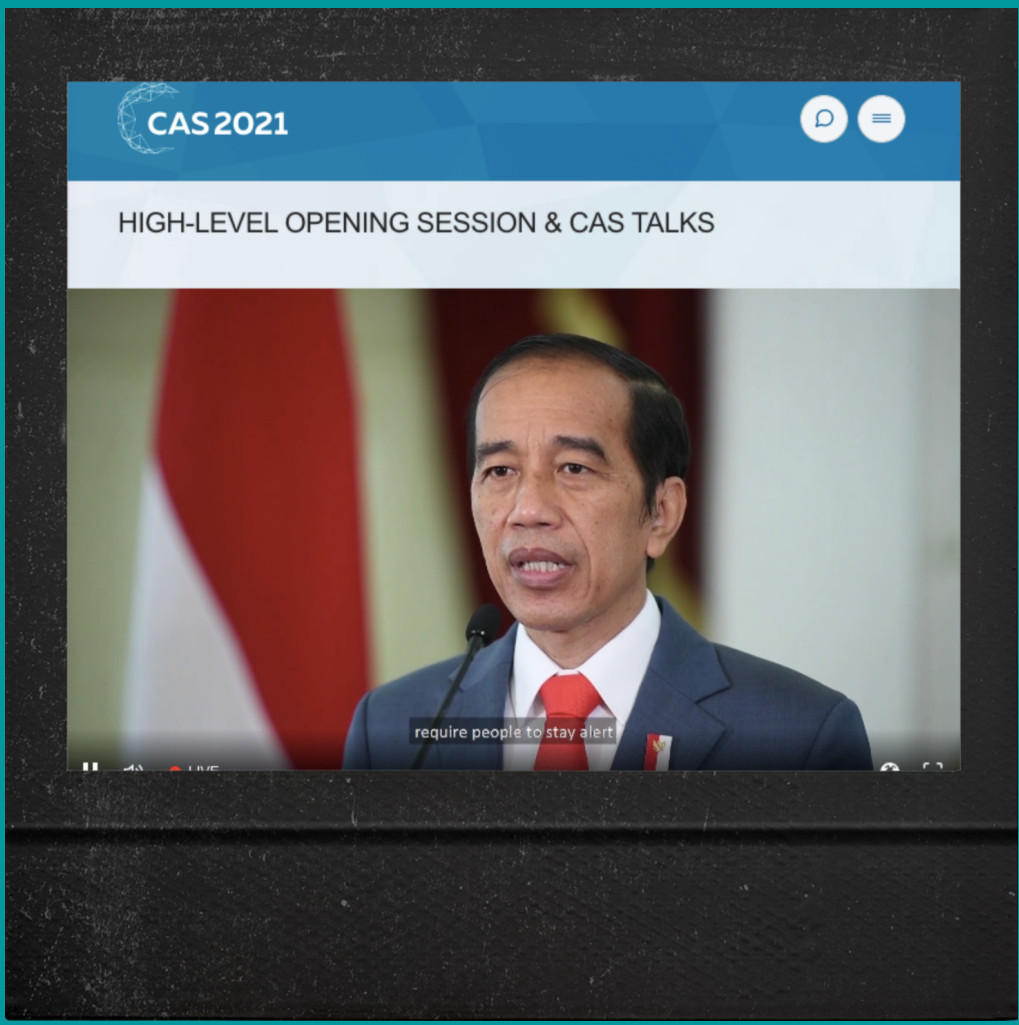 CAS 2021
HIGH-LEVEL OPENING SESSION & CAS TALKS
require people to stay alert
LIVE